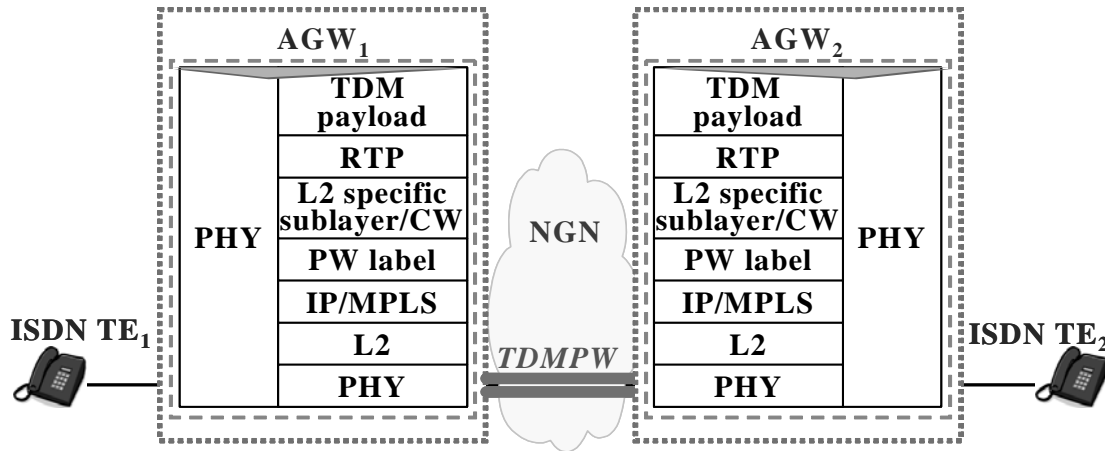 AGW1
TDM
payload
RTP
L2 specific
sublayer/CW
PHY
PW label
IP/MPLS
L2
PHY
ISDN TE1
NGN
TDMPW
AGW2
TDM
payload
RTP
L2 specific
sublayer/CW
PHY
PW label
IP/MPLS
L2
PHY
ISDN TE2